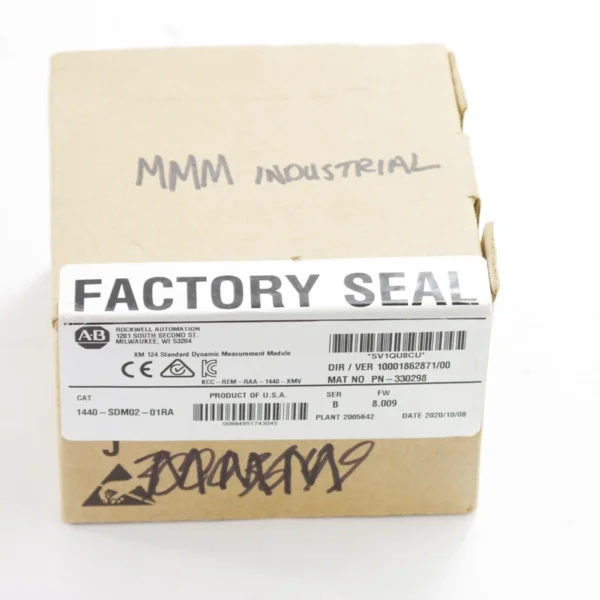 MMM INDUSTRIAL
FACTORY SEAL
A-B
ROCKWELL AUTOMATION
1201 SOUTH SECOND ST.
MILWAUKEE, WI 53204
XM 124 Standard Dynamic Measurement Module
KCC-REM-RAA-1440-XMV
*SV1QU8CU*
DIR / VER 10001862871/00
MAT NO PN-330298
CAT
1440-SDM02-01RA
PRODUCT OF U.S.A.
00884951743045
SER
B
FW
8.009
PLANT 2005642
DATE 2020/10/08
J